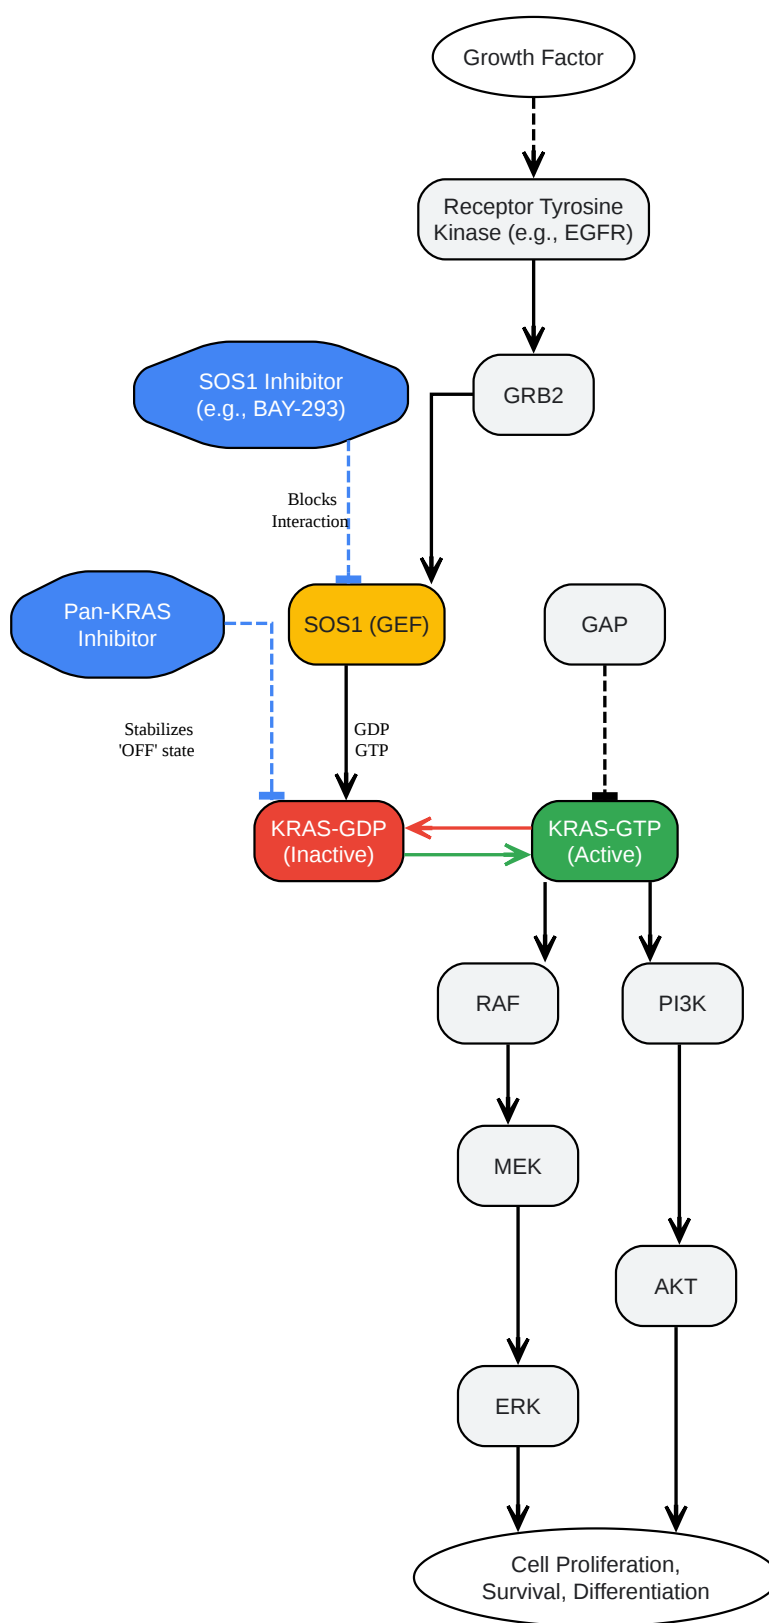 Growth Factor
Receptor Tyrosine
Kinase (e.g., EGFR)
SOS1 Inhibitor
(e.g., BAY-293)
GRB2
Blocks
Interaction
Pan-KRAS
Inhibitor
SOS1 (GEF)
GAP
Stabilizes
'OFF' state
GDP
GTP
KRAS-GDP
(Inactive)
KRAS-GTP
(Active)
RAF
PI3K
MEK
AKT
ERK
Cell Proliferation,
Survival, Differentiation